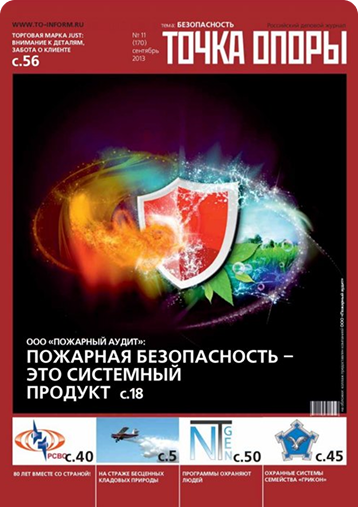 WWW.TO-INFORM.RU
ТОРГОВАЯ МАРКА JUST:
ВНИМАНИЕ К ДЕТАЛЯМ,
ЗАБОТА О КЛИЕНТЕ
с.56
№ 11
(170)
сентябрь
2013
тема: БЕЗОПАСНОСТЬ
Российский деловой журнал
ТОЧКА ОПОРЫ
ООО «ПОЖАРНЫЙ АУДИТ»:
ПОЖАРНАЯ БЕЗОПАСНОСТЬ –
ЭТО СИСТЕМНЫЙ
ПРОДУКТ с.18
РСВО
с.40
с.5
NT
GEN
с.50
с.45
80 ЛЕТ ВМЕСТЕ СО СТРАНОЙ!
НА СТРАЖЕ БЕСЦЕННЫХ
КЛАДОВЫХ ПРИРОДЫ
ПРОГРАММЫ ОХРАНЯЮТ
ЛЮДЕЙ
ОХРАННЫЕ СИСТЕМЫ
СЕМЕЙСТВА «ГРИКОН»